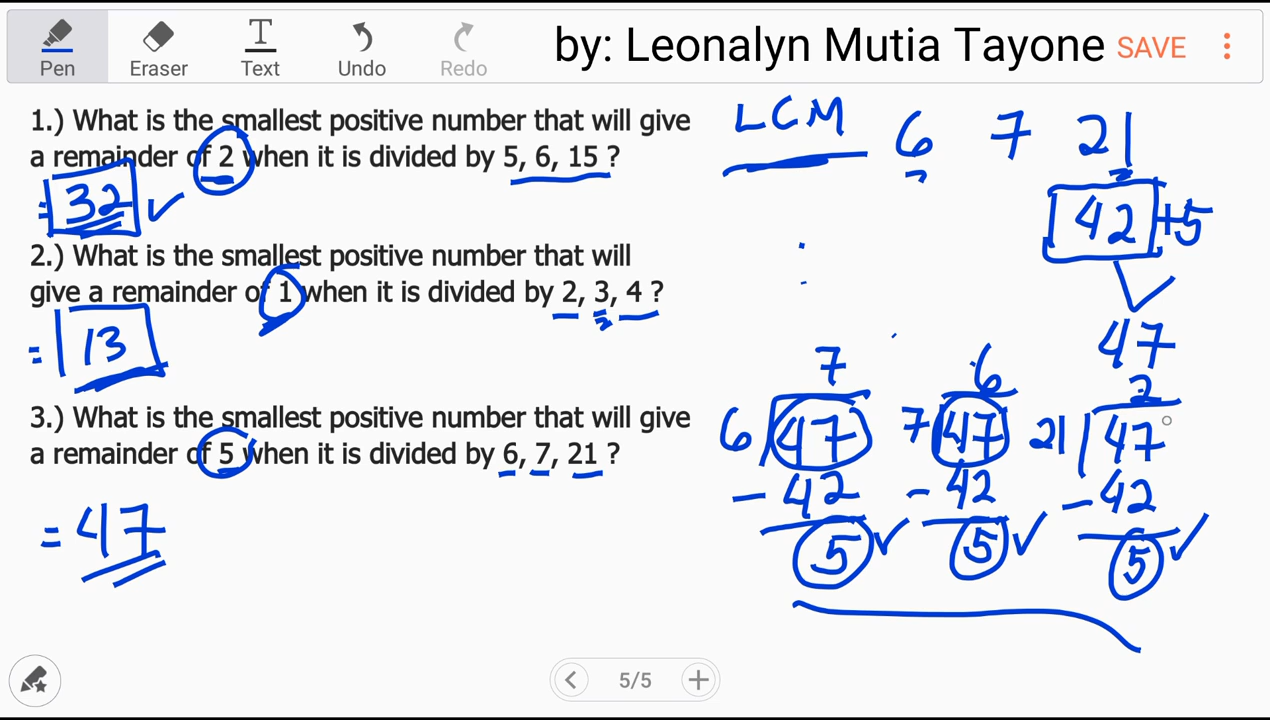 Pen Eraser Text Undo Redo by: Leonalyn Mutia Tayone SAVE
1.) What is the smallest positive number that will give
a remainder of 2 when it is divided by 5, 6, 15 ?
= 32
2.) What is the smallest positive number that will
give a remainder of 1 when it is divided by 2, 3, 4 ?
= 13
3.) What is the smallest positive number that will give
a remainder of 5 when it is divided by 6, 7, 21 ?
= 47
LCM 6 7 21
42 +5
47
7 6 2
6 47 7 47 21 47
- 42 - 42 - 42
5 5 5
5/5